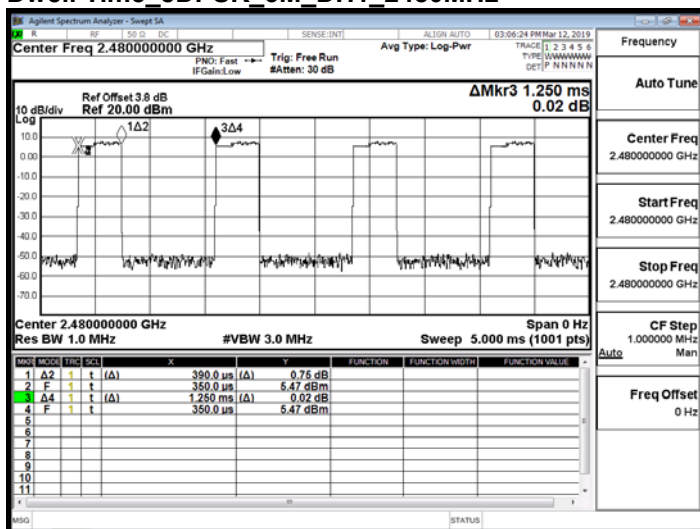 Agilent Spectrum Analyzer - Swept SA
R RF 50 Ω DC SENSE:INT ALIGN AUTO 03:06:24 PM Mar 12, 2019
Center Freq 2.480000000 GHz
PNO: Fast
IFGain:Low
Trig: Free Run
#Atten: 30 dB
Avg Type: Log-Pwr
TRACE 1 2 3 4 5 6
TYPE WWWWWW
DET P N N N N N
Frequency
Auto Tune
Center Freq
2.480000000 GHz
Start Freq
2.480000000 GHz
Stop Freq
2.480000000 GHz
CF Step
1.000000 MHz
Auto Man
Freq Offset
0 Hz
Ref Offset 3.8 dB
10 dB/div Ref 20.00 dBm
ΔMkr3 1.250 ms
0.02 dB
Log
1Δ2
3Δ4
10.0
0.00
-10.0
-20.0
-30.0
-40.0
-50.0
-60.0
-70.0
Center 2.480000000 GHz Span 0 Hz
Res BW 1.0 MHz #VBW 3.0 MHz Sweep 5.000 ms (1001 pts)
MKR MODE TRC SCL X Y FUNCTION FUNCTION WIDTH FUNCTION VALUE
1 Δ2 1 t (Δ) 390.0 µs (Δ) 0.75 dB
2 F 1 t 350.0 µs 5.47 dBm
3 Δ4 1 t (Δ) 1.250 ms (Δ) 0.02 dB
4 F 1 t 350.0 µs 5.47 dBm
5
6
7
8
9
10
11
MSG STATUS